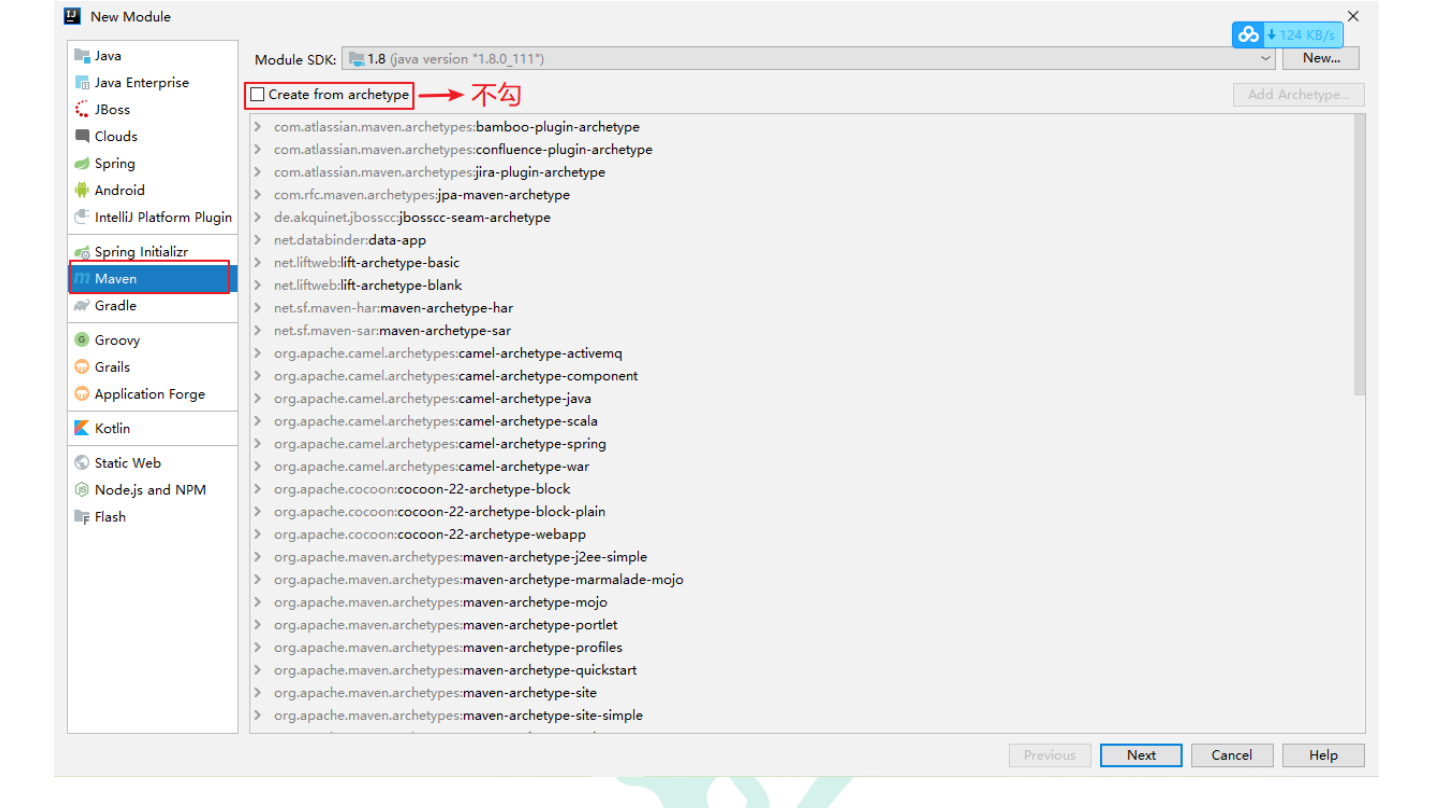 New Module
124 KB/s
Java
Java Enterprise
JBoss
Clouds
Spring
Android
IntelliJ Platform Plugin
Spring Initializr
Maven
Gradle
Groovy
Grails
Application Forge
Kotlin
Static Web
Node.js and NPM
Flash
Module SDK: 1.8 (java version "1.8.0_111") New...
Create from archetype 不勾 Add Archetype...
com.atlassian.maven.archetypes:bamboo-plugin-archetype
com.atlassian.maven.archetypes:confluence-plugin-archetype
com.atlassian.maven.archetypes:jira-plugin-archetype
com.rfc.maven.archetypes:jpa-maven-archetype
de.akquinet.jbosscc:jbosscc-seam-archetype
net.databinder:data-app
net.liftweb:lift-archetype-basic
net.liftweb:lift-archetype-blank
net.sf.maven-har:maven-archetype-har
net.sf.maven-sar:maven-archetype-sar
org.apache.camel.archetypes:camel-archetype-activemq
org.apache.camel.archetypes:camel-archetype-component
org.apache.camel.archetypes:camel-archetype-java
org.apache.camel.archetypes:camel-archetype-scala
org.apache.camel.archetypes:camel-archetype-spring
org.apache.camel.archetypes:camel-archetype-war
org.apache.cocoon:cocoon-22-archetype-block
org.apache.cocoon:cocoon-22-archetype-block-plain
org.apache.cocoon:cocoon-22-archetype-webapp
org.apache.maven.archetypes:maven-archetype-j2ee-simple
org.apache.maven.archetypes:maven-archetype-marmalade-mojo
org.apache.maven.archetypes:maven-archetype-mojo
org.apache.maven.archetypes:maven-archetype-portlet
org.apache.maven.archetypes:maven-archetype-profiles
org.apache.maven.archetypes:maven-archetype-quickstart
org.apache.maven.archetypes:maven-archetype-site
org.apache.maven.archetypes:maven-archetype-site-simple
Previous Next Cancel Help